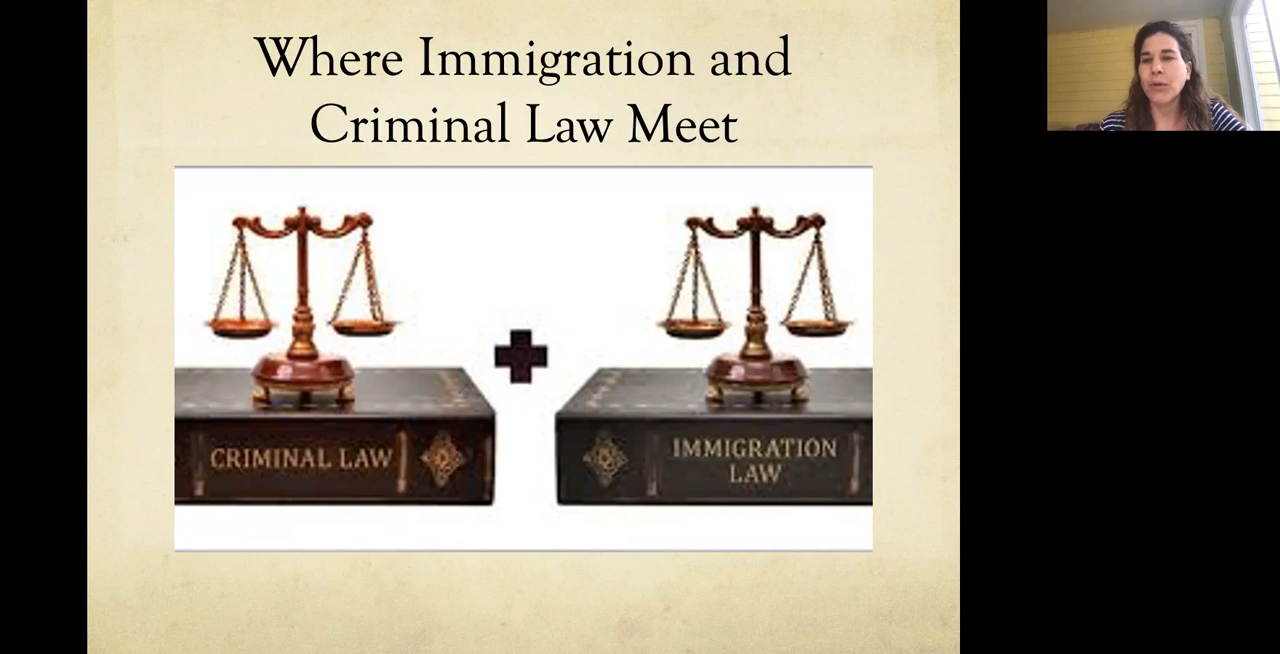 Where Immigration and
Criminal Law Meet
CRIMINAL LAW
IMMIGRATION
LAW